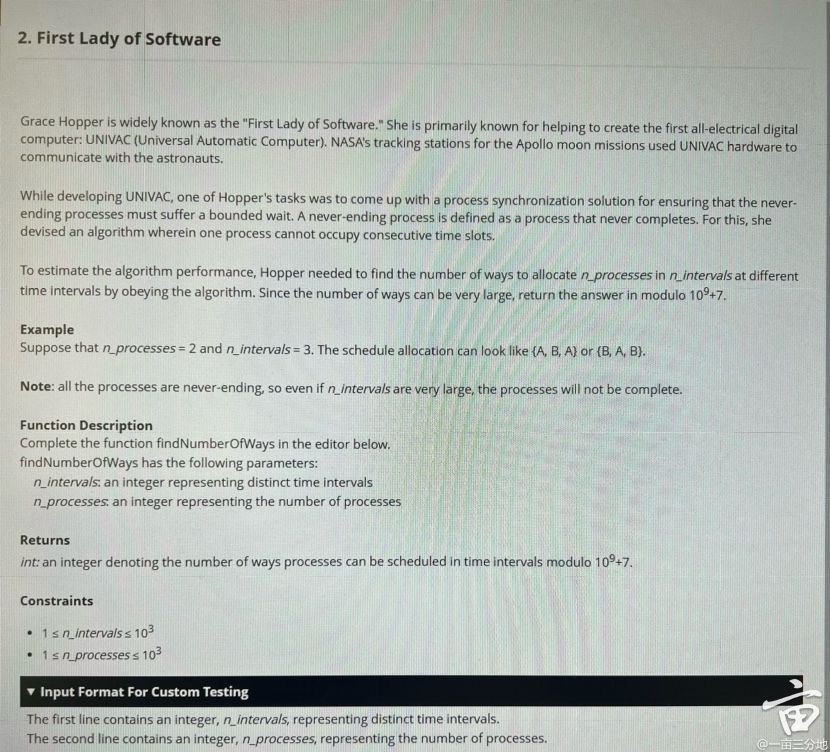 2. First Lady of Software
Grace Hopper is widely known as the "First Lady of Software." She is primarily known for helping to create the first all-electrical digital
computer: UNIVAC (Universal Automatic Computer). NASA's tracking stations for the Apollo moon missions used UNIVAC hardware to
communicate with the astronauts.
While developing UNIVAC, one of Hopper's tasks was to come up with a process synchronization solution for ensuring that the never-
ending processes must suffer a bounded wait. A never-ending process is defined as a process that never completes. For this, she
devised an algorithm wherein one process cannot occupy consecutive time slots.
To estimate the algorithm performance, Hopper needed to find the number of ways to allocate n_processes in n_intervals at different
time intervals by obeying the algorithm. Since the number of ways can be very large, return the answer in modulo 10⁹+7.
Example
Suppose that n_processes = 2 and n_intervals = 3. The schedule allocation can look like {A, B, A} or {B, A, B}.
Note: all the processes are never-ending, so even if n_intervals are very large, the processes will not be complete.
Function Description
Complete the function findNumberOfWays in the editor below.
findNumberOfWays has the following parameters:
n_intervals: an integer representing distinct time intervals
n_processes: an integer representing the number of processes
Returns
int: an integer denoting the number of ways processes can be scheduled in time intervals modulo 10⁹+7.
Constraints
• 1 ≤ n_intervals ≤ 10³
• 1 ≤ n_processes ≤ 10³
▼ Input Format For Custom Testing
The first line contains an integer, n_intervals, representing distinct time intervals.
The second line contains an integer, n_processes, representing the number of processes.
亩
@一亩三分地